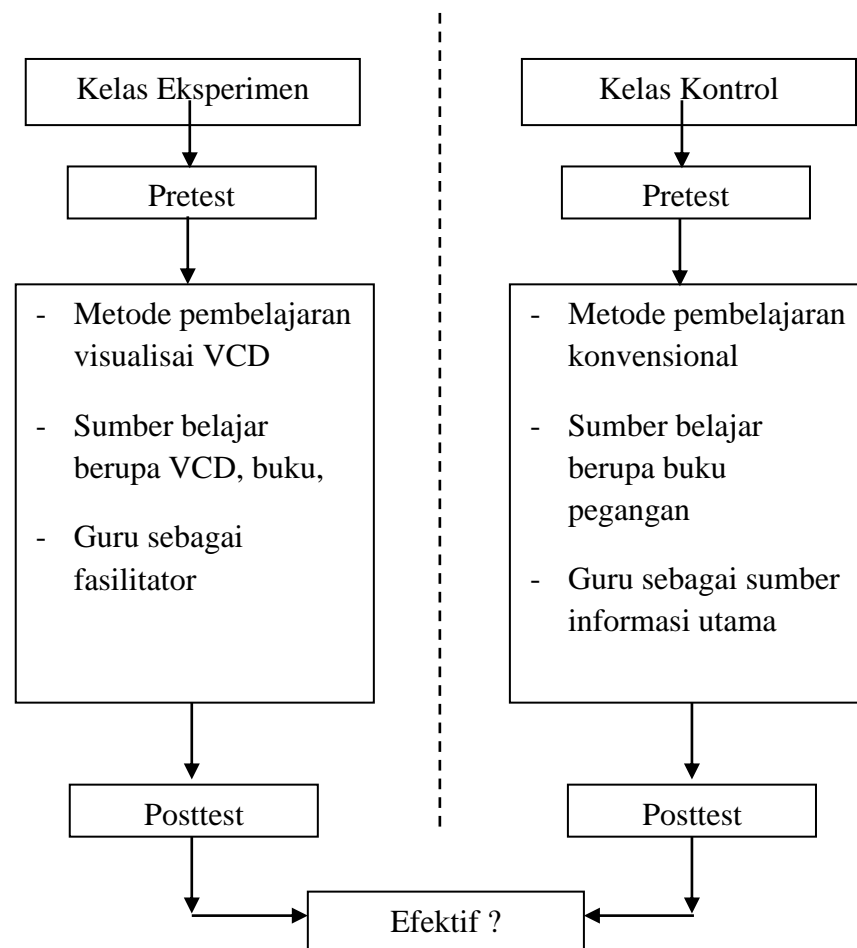 Kelas Eksperimen
Pretest
- Metode pembelajaran
visualisai VCD
- Sumber belajar
berupa VCD, buku,
- Guru sebagai
fasilitator
Posttest
Kelas Kontrol
Pretest
- Metode pembelajaran
konvensional
- Sumber belajar
berupa buku
pegangan
- Guru sebagai sumber
informasi utama
Posttest
Efektif ?